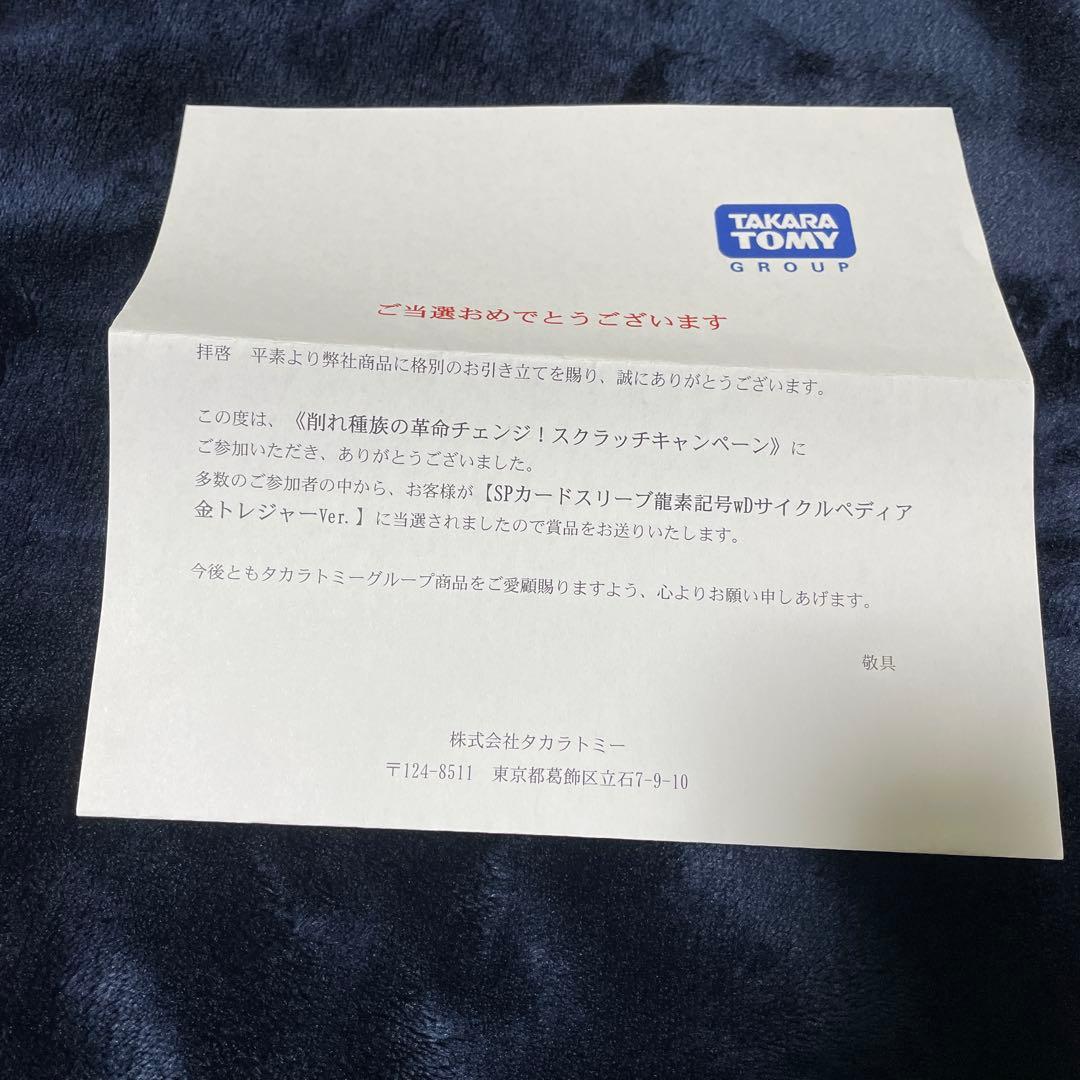 TAKARA
TOMY
GROUP
ご当選おめでとうございます
拝啓　平素より弊社商品に格別のお引き立てを賜り、誠にありがとうございます。
この度は、《削れ種族の革命チェンジ！スクラッチキャンペーン》に
ご参加いただき、ありがとうございました。
多数のご参加者の中から、お客様が【SPカードスリーブ龍素記号wDサイクルペディア
金トレジャーVer.】に当選されましたので賞品をお送りいたします。
今後ともタカラトミーグループ商品をご愛顧賜りますよう、心よりお願い申しあげます。
敬具
株式会社タカラトミー
〒124-8511　東京都葛飾区立石7-9-10